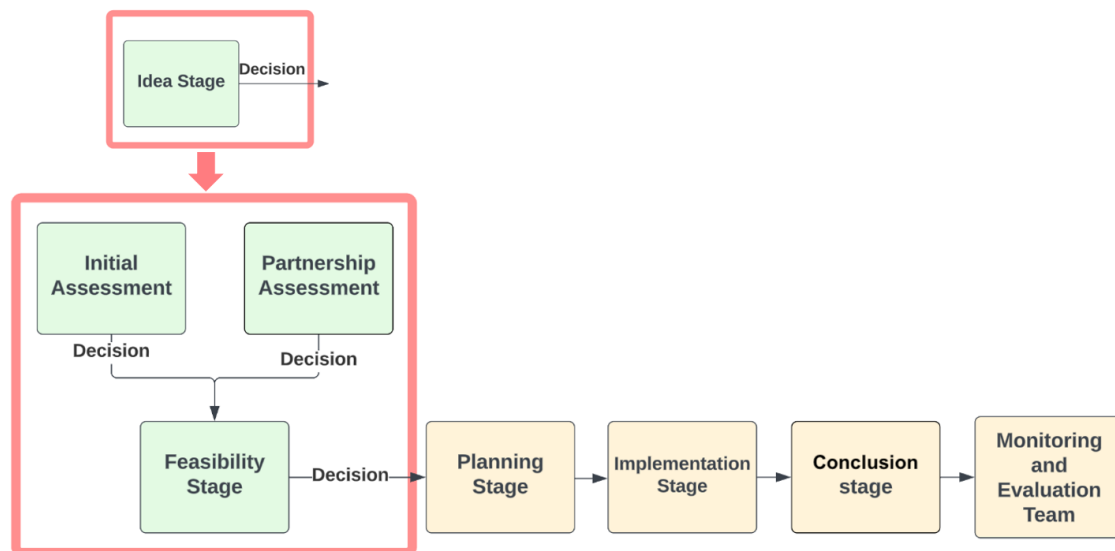 Idea Stage
Decision
Initial
Assessment
Partnership
Assessment
Decision
Decision
Feasibility
Stage
Decision
Planning
Stage
Implementation
Stage
Conclusion
stage
Monitoring
and
Evaluation
Team